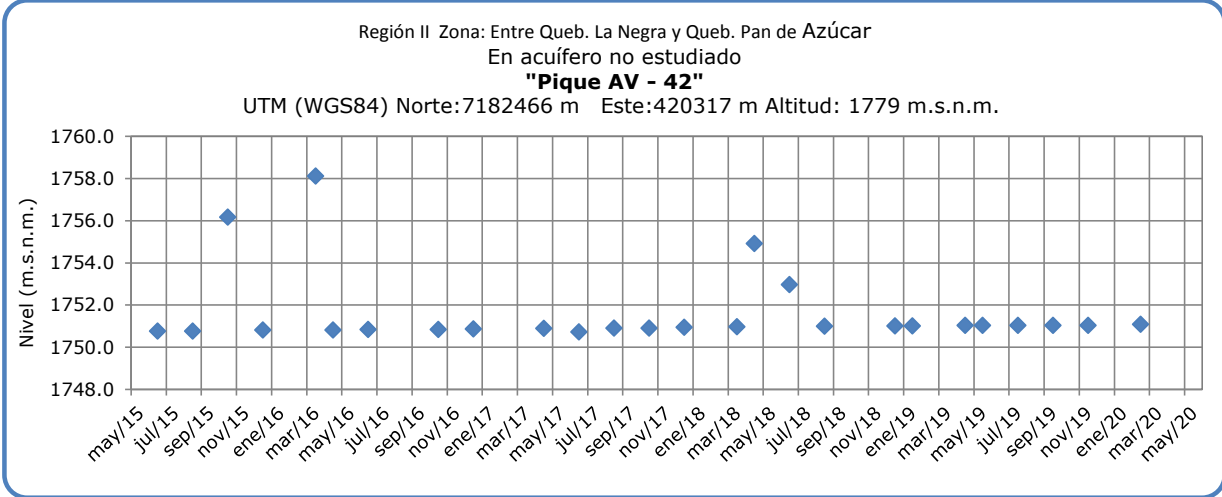 Región II Zona: Entre Queb. La Negra y Queb. Pan de Azúcar
En acuífero no estudiado
"Pique AV - 42"
UTM (WGS84) Norte:7182466 m Este:420317 m Altitud: 1779 m.s.n.m.
Nivel (m.s.n.m.)
1760.0
1758.0
1756.0
1754.0
1752.0
1750.0
1748.0
may/15
jul/15
sep/15
nov/15
ene/16
mar/16
may/16
jul/16
sep/16
nov/16
ene/17
mar/17
may/17
jul/17
sep/17
nov/17
ene/18
mar/18
may/18
jul/18
sep/18
nov/18
ene/19
mar/19
may/19
jul/19
sep/19
nov/19
ene/20
mar/20
may/20